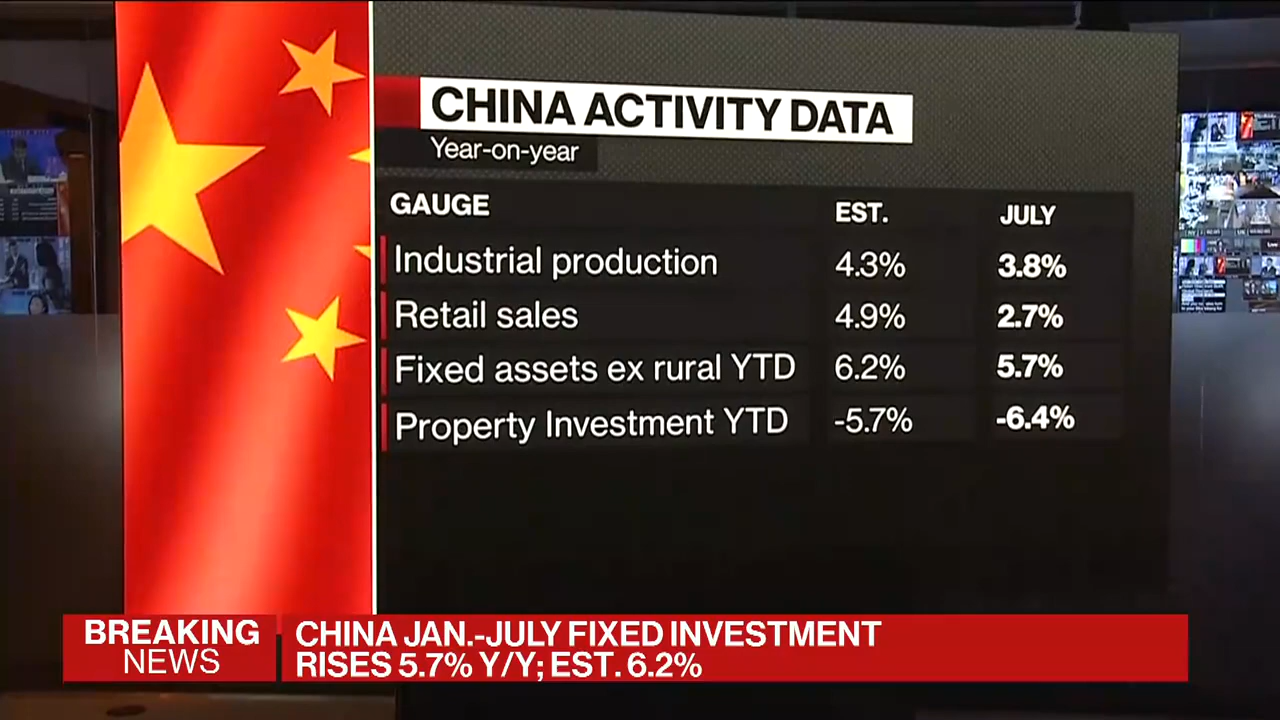 CHINA ACTIVITY DATA
Year-on-year
GAUGE EST. JULY
Industrial production 4.3% 3.8%
Retail sales 4.9% 2.7%
Fixed assets ex rural YTD 6.2% 5.7%
Property Investment YTD -5.7% -6.4%
BREAKING
NEWS
CHINA JAN.-JULY FIXED INVESTMENT
RISES 5.7% Y/Y; EST. 6.2%